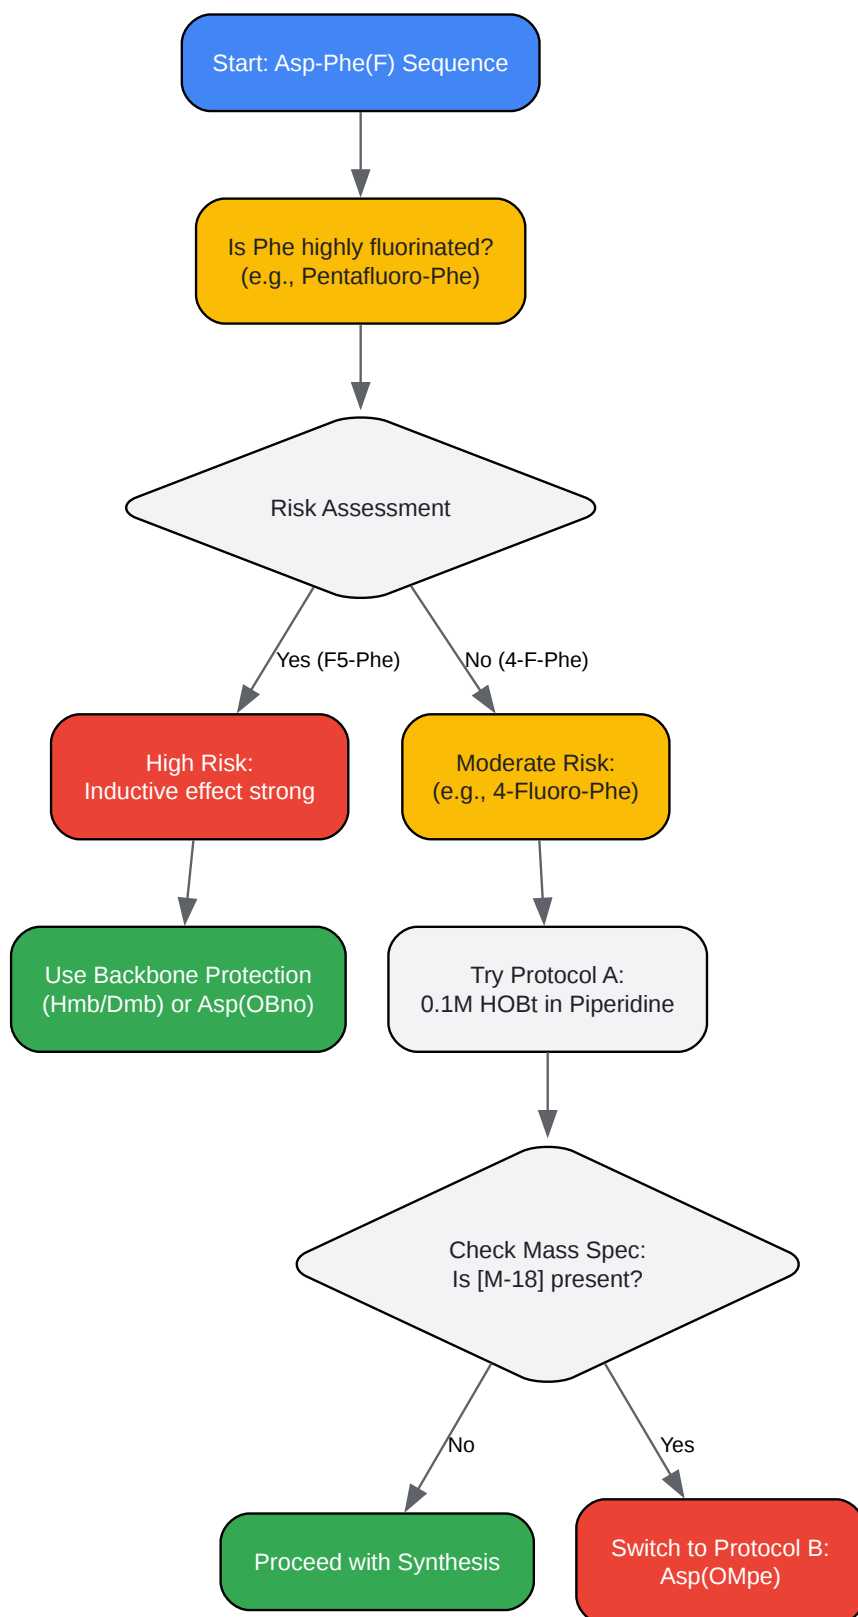 Start: Asp-Phe(F) Sequence
Is Phe highly fluorinated?
(e.g., Pentafluoro-Phe)
Risk Assessment
Yes (F5-Phe)
No (4-F-Phe)
High Risk:
Inductive effect strong
Moderate Risk:
(e.g., 4-Fluoro-Phe)
Use Backbone Protection
(Hmb/Dmb) or Asp(OBno)
Try Protocol A:
0.1M HOBt in Piperidine
Check Mass Spec:
Is [M-18] present?
No
Yes
Proceed with Synthesis
Switch to Protocol B:
Asp(OMpe)